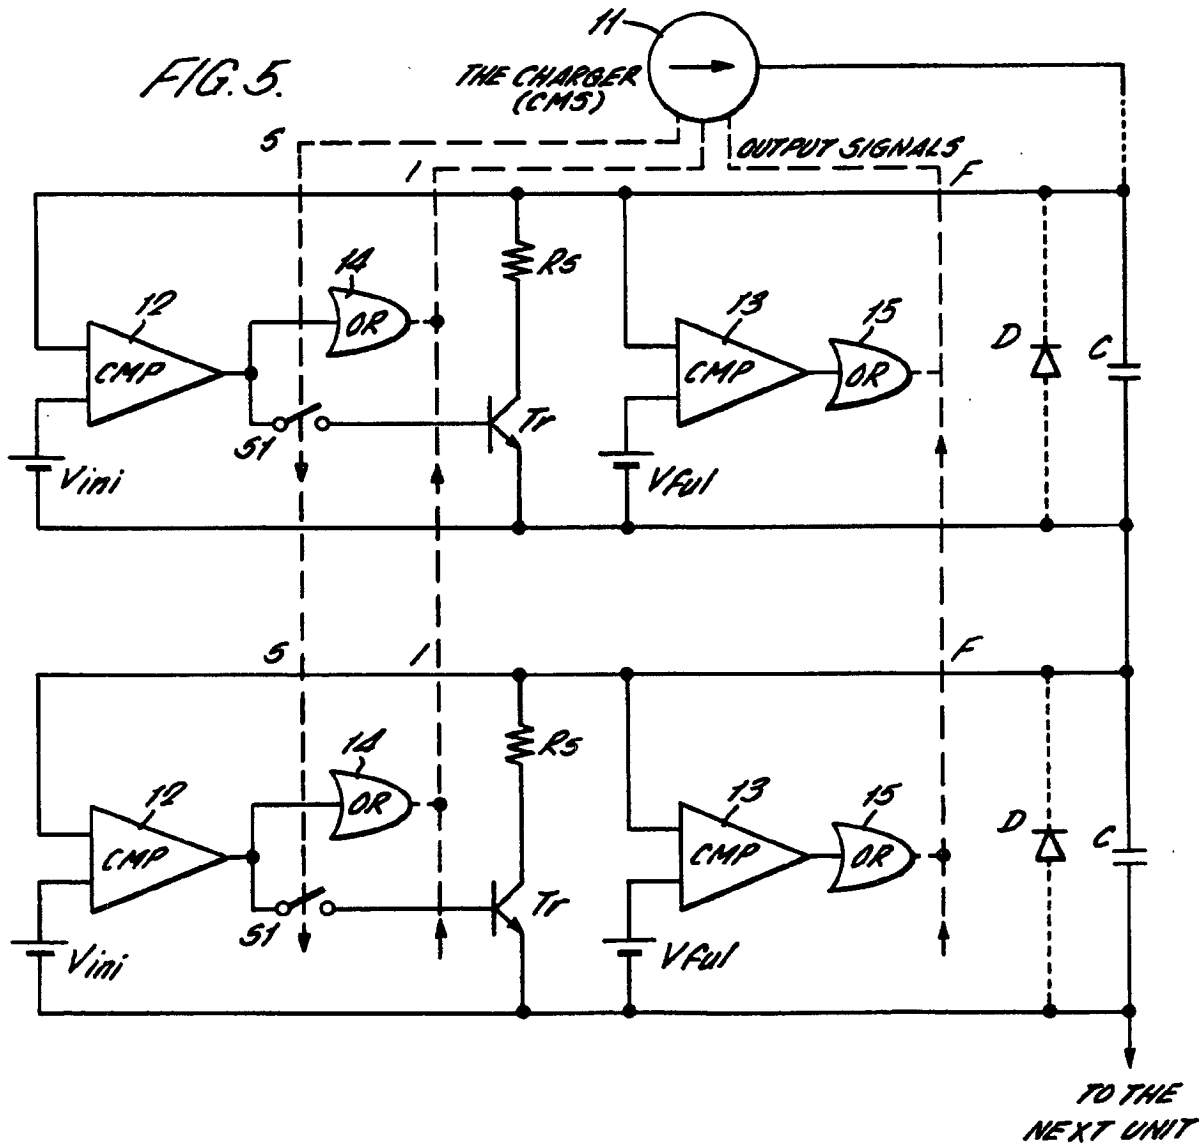 FIG. 5.
11
THE CHARGER
(CMS)
S
I
OUTPUT SIGNALS
F
14
OR
Rs
12
CMP
13
CMP
15
OR
D
C
S1
Tr
Vini
Vful
S
I
F
14
OR
Rs
12
CMP
13
CMP
15
OR
D
C
S1
Tr
Vini
Vful
TO THE
NEXT UNIT